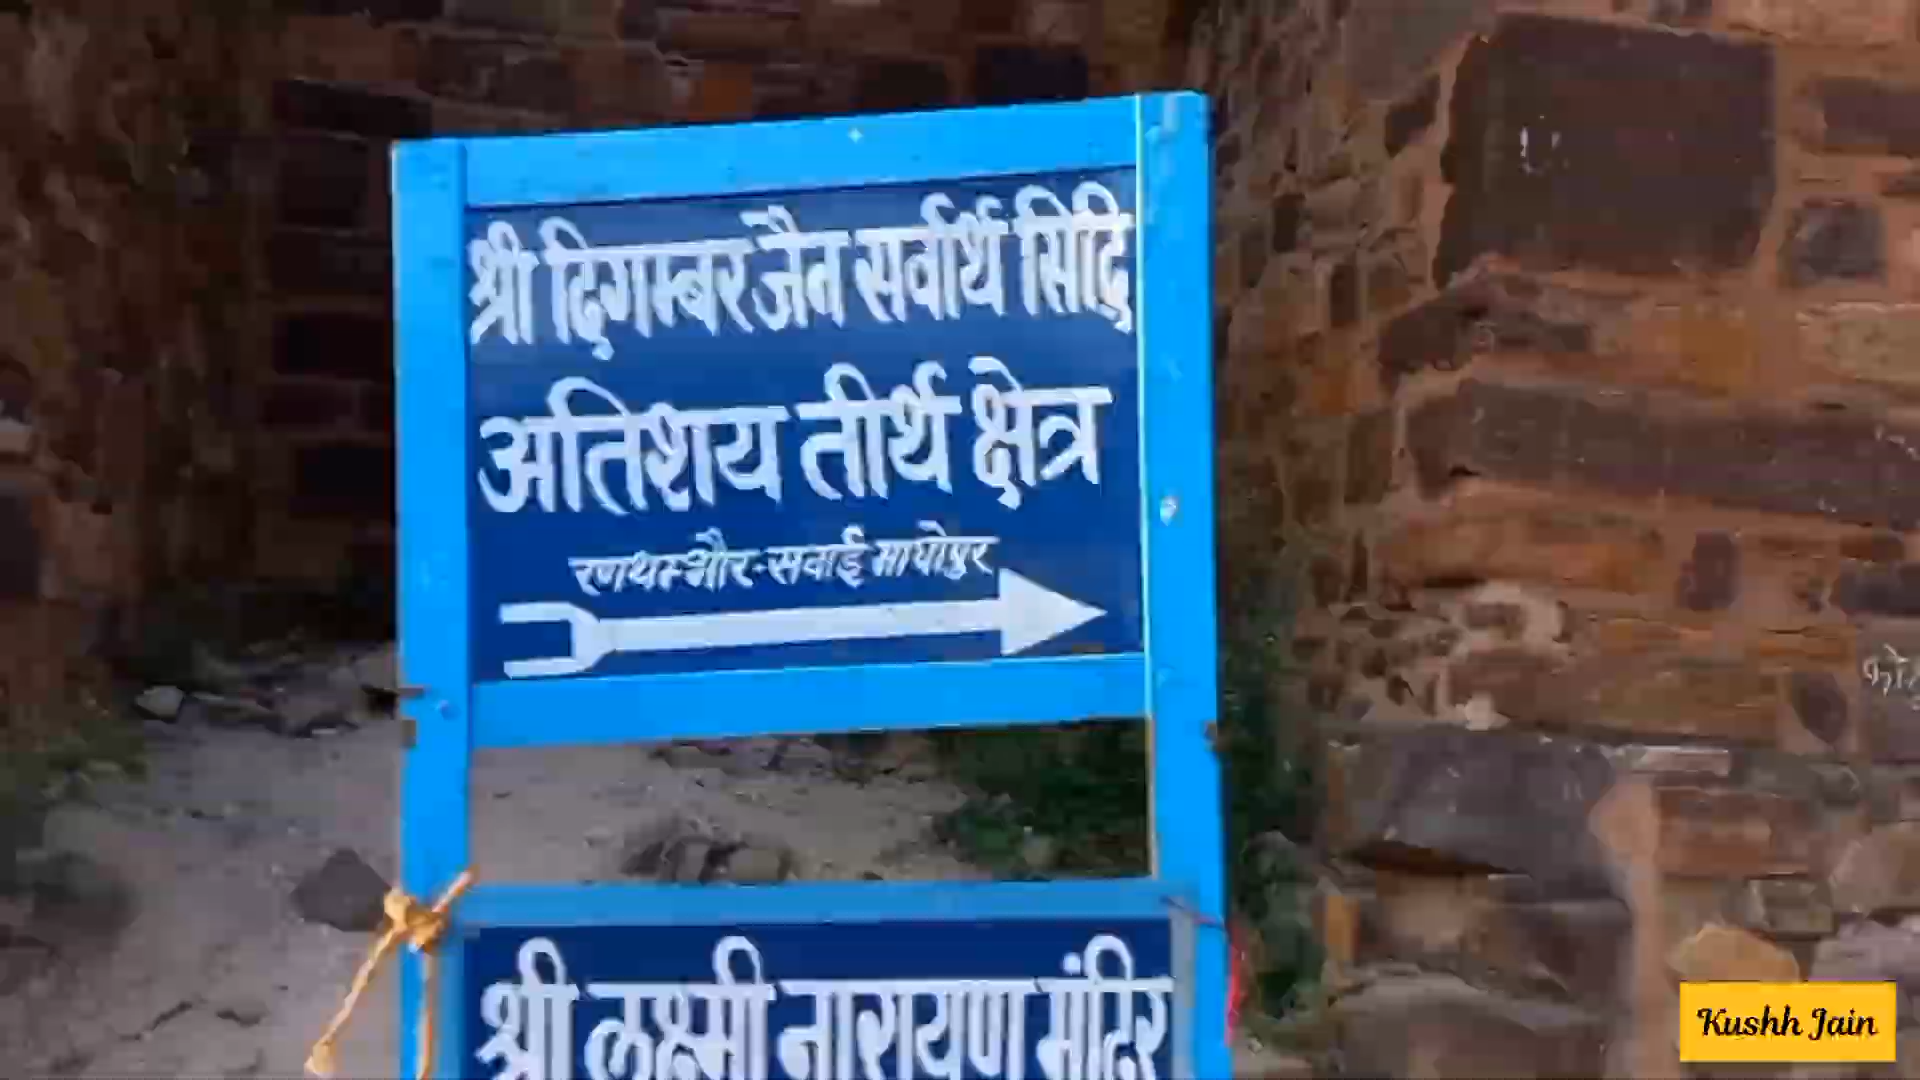 श्री दिगम्बर जैन सर्वार्थ सिद्धि
अतिशय तीर्थ क्षेत्र
रणथम्भौर-सवाई माधोपुर
श्री लक्ष्मी नारायण मंदिर
Kushh Jain